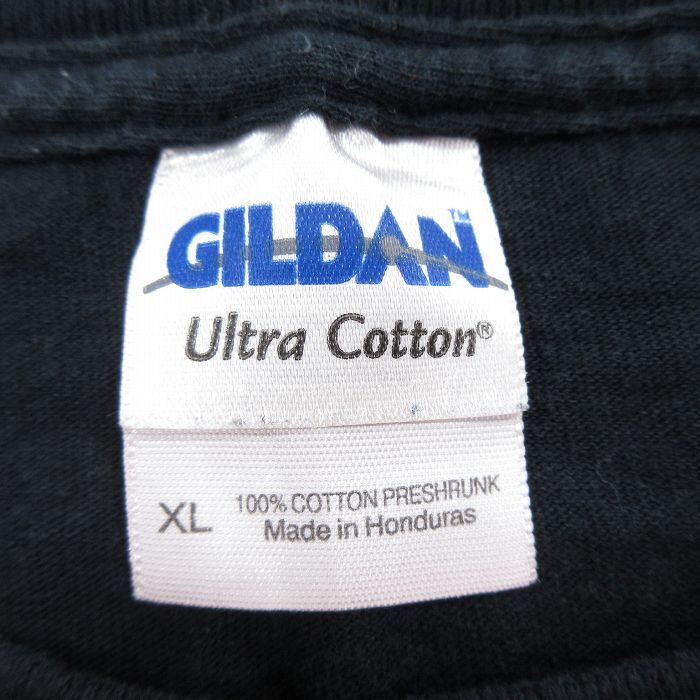 GILDAN™
Ultra Cotton®
XL
100% COTTON PRESHRUNK
Made in Honduras